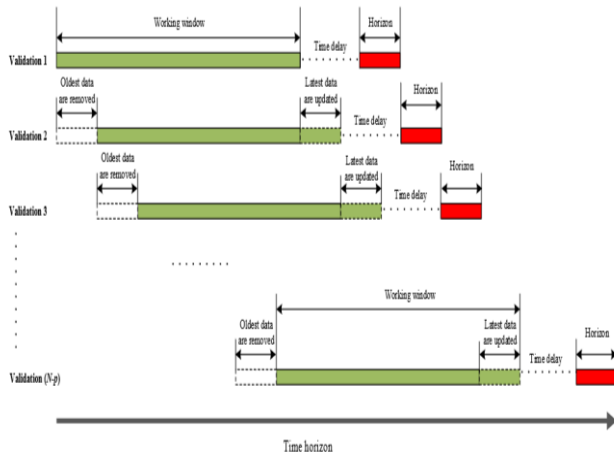 Working window
Horizon
Time delay
Validation 1
Oldest data
are removed
Latest data
are updated
Horizon
Time delay
Validation 2
Oldest data
are removed
Latest data
are updated
Horizon
Time delay
Validation 3
Working window
Oldest data
are removed
Latest data
are updated
Horizon
Time delay
Validation (N-p)
Time horizon